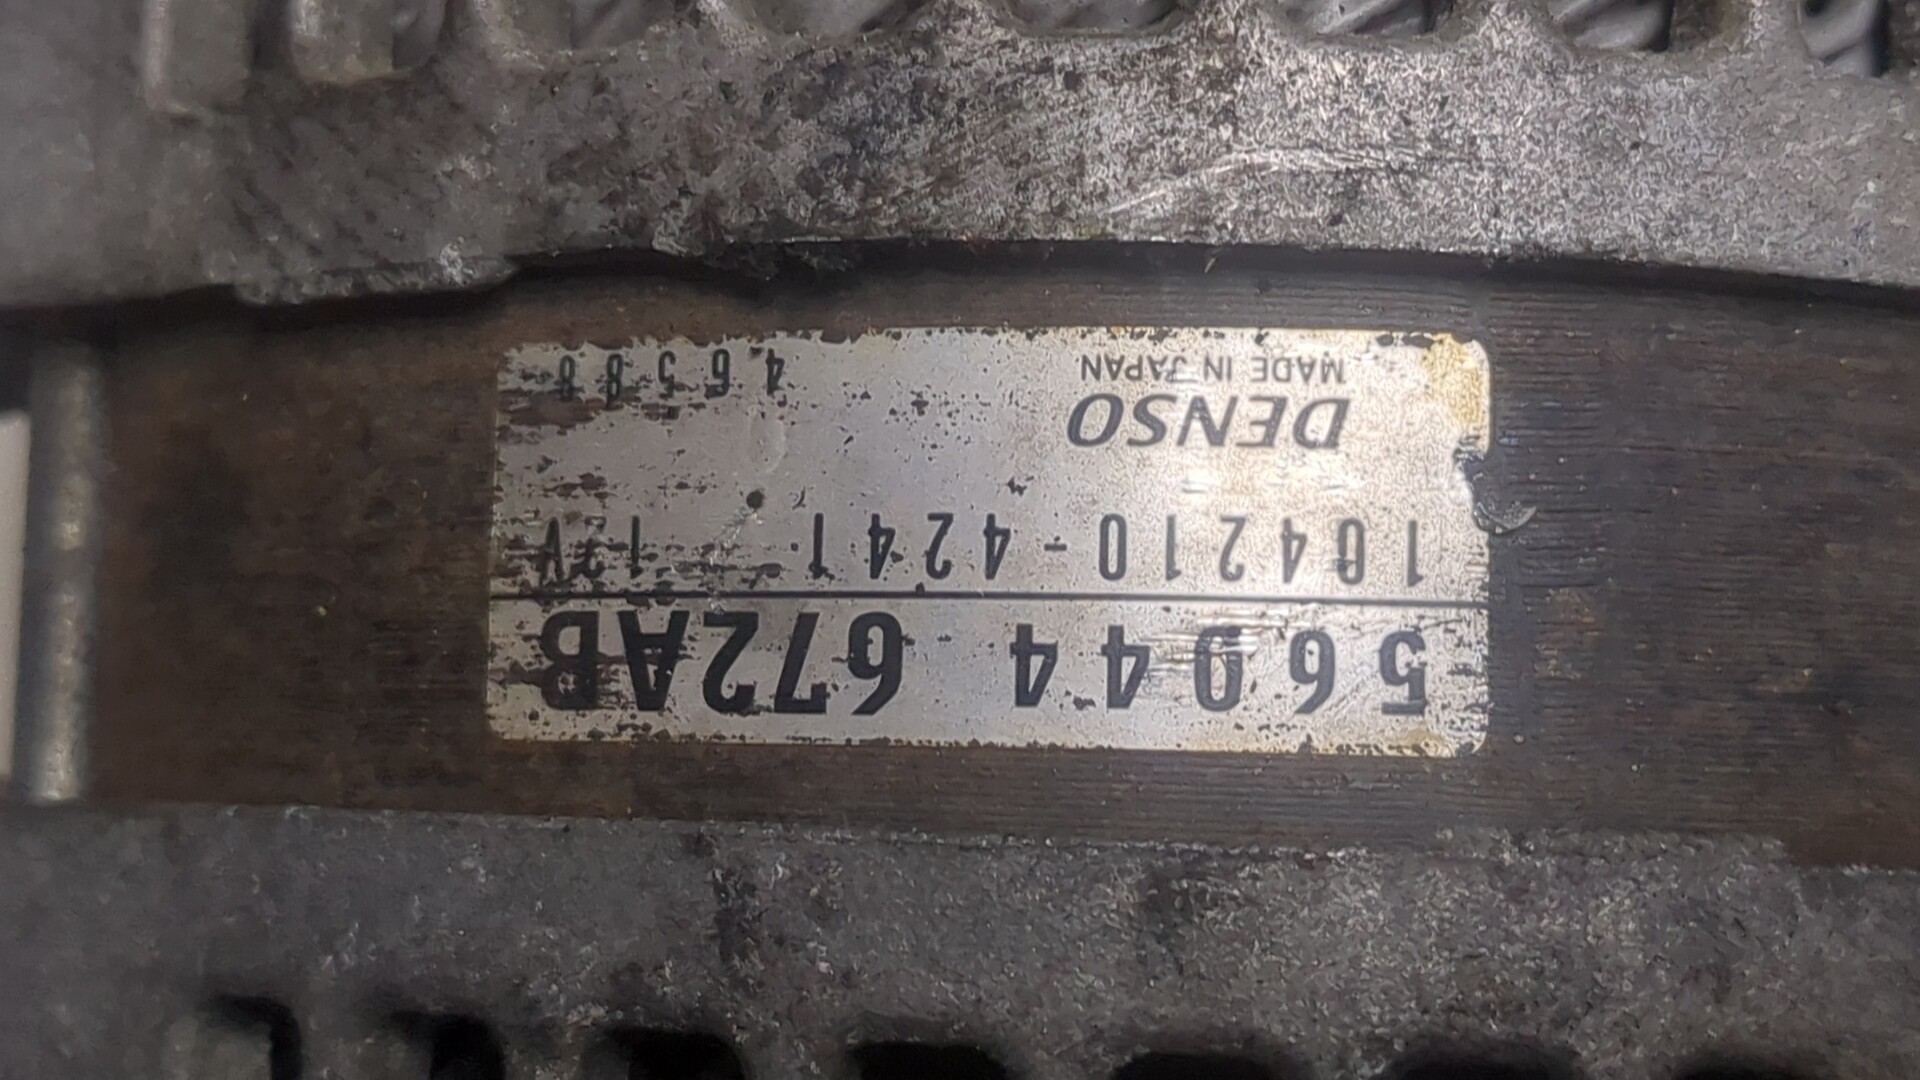 56044 672AB
104210-4241 12V
DENSO
MADE IN JAPAN 46588